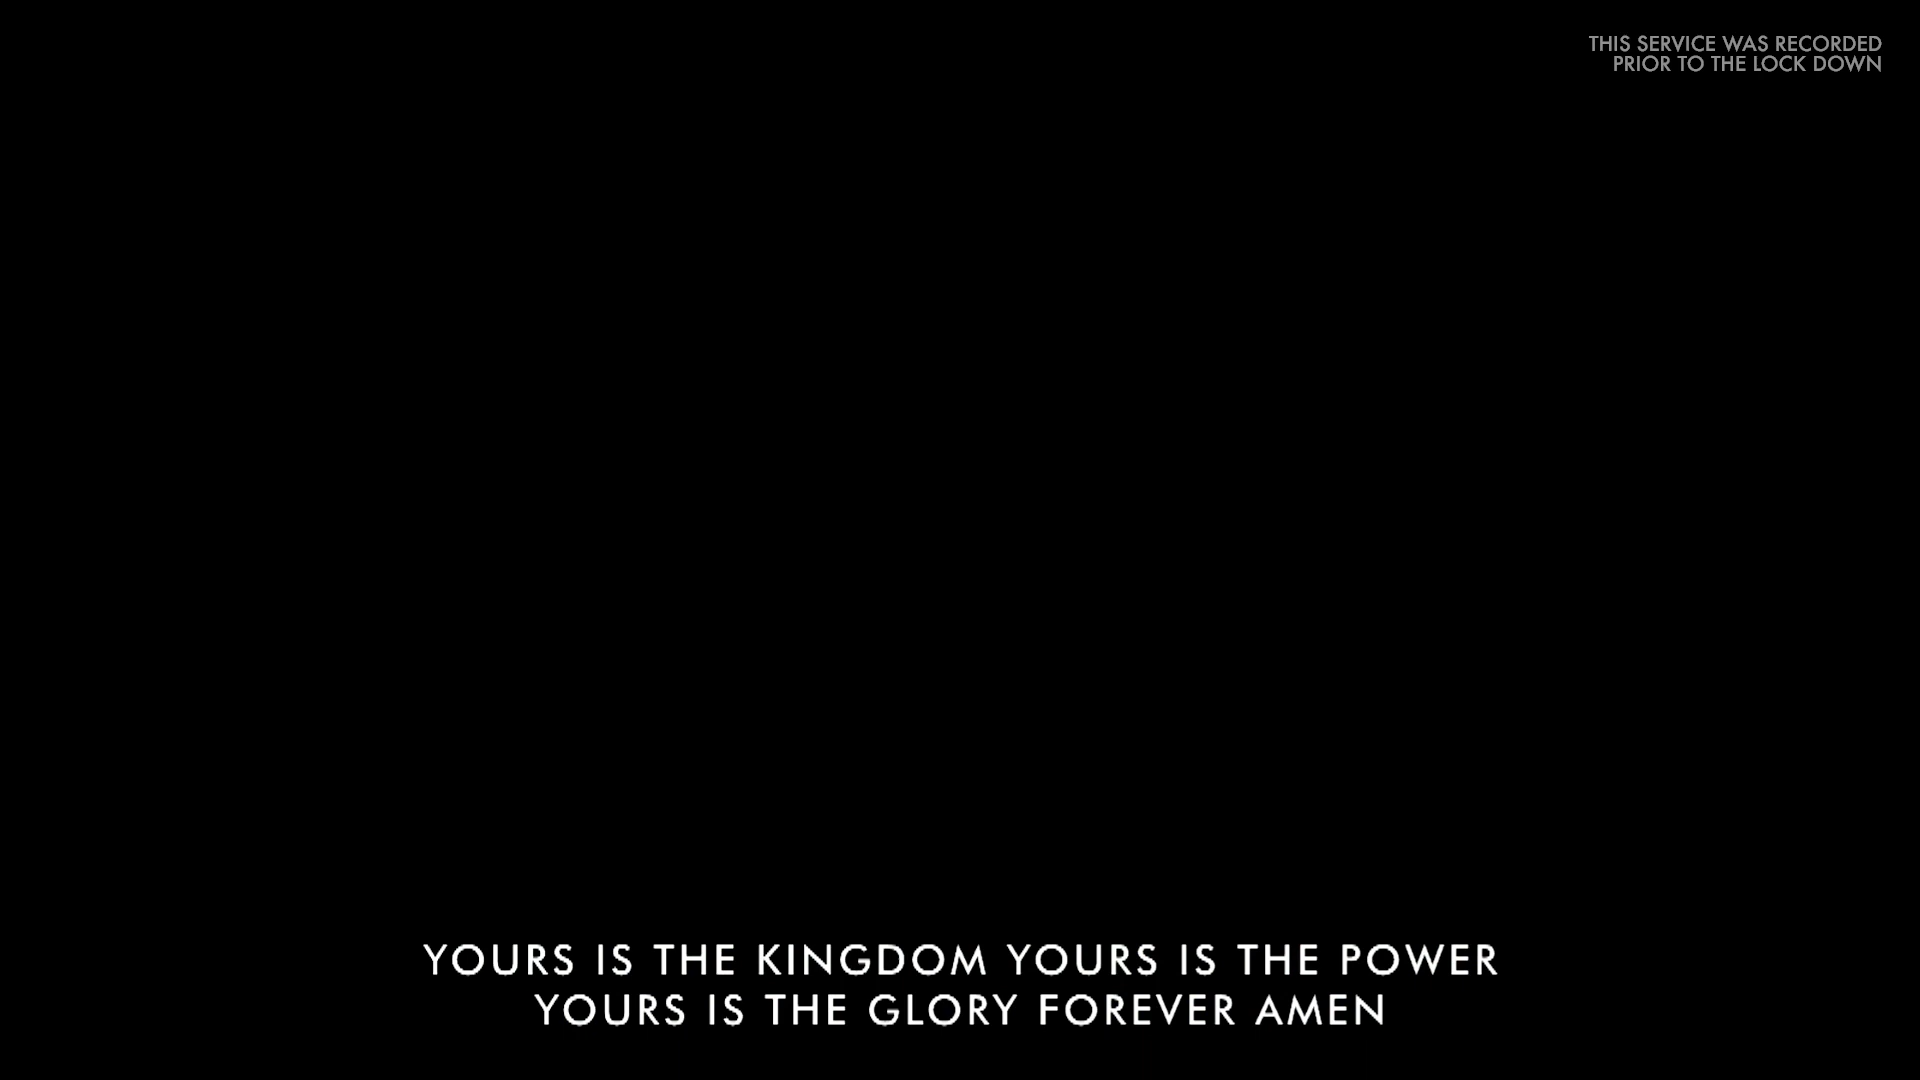 THIS SERVICE WAS RECORDED
PRIOR TO THE LOCK DOWN
YOURS IS THE KINGDOM YOURS IS THE POWER
YOURS IS THE GLORY FOREVER AMEN